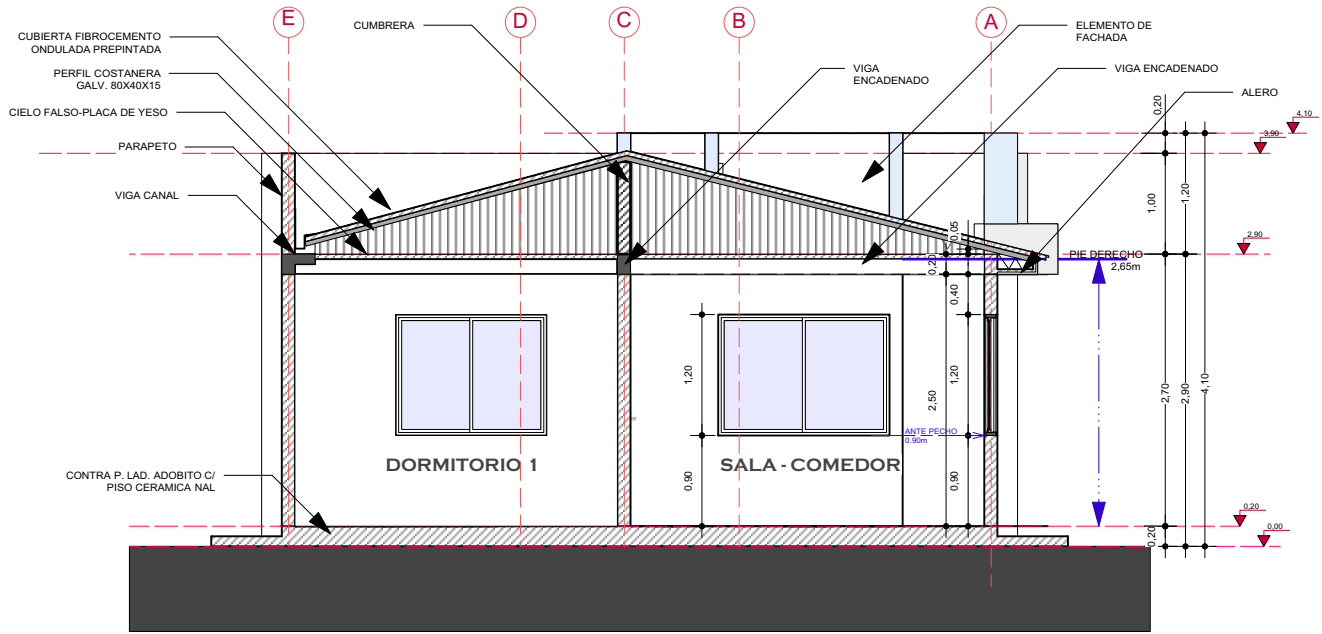 E
D
C
B
A
CUMBRERA
ELEMENTO DE
FACHADA
CUBIERTA FIBROCEMENTO
ONDULADA PREPINTADA
PERFIL COSTANERA
GALV. 80X40X15
CIELO FALSO-PLACA DE YESO
PARAPETO
VIGA CANAL
VIGA
ENCADENADO
VIGA ENCADENADO
ALERO
0,20
4,10
3,90
1,00
1,20
2,90
0,05
0,20
PIE DERECHO
2,65m
0,40
1,20
2,50
1,20
2,70
2,90
4,10
ANTE PECHO
0.90m
DORMITORIO 1
SALA - COMEDOR
0,90
0,90
CONTRA P. LAD. ADOBITO C/
PISO CERAMICA NAL
0,20
0,20
0,00